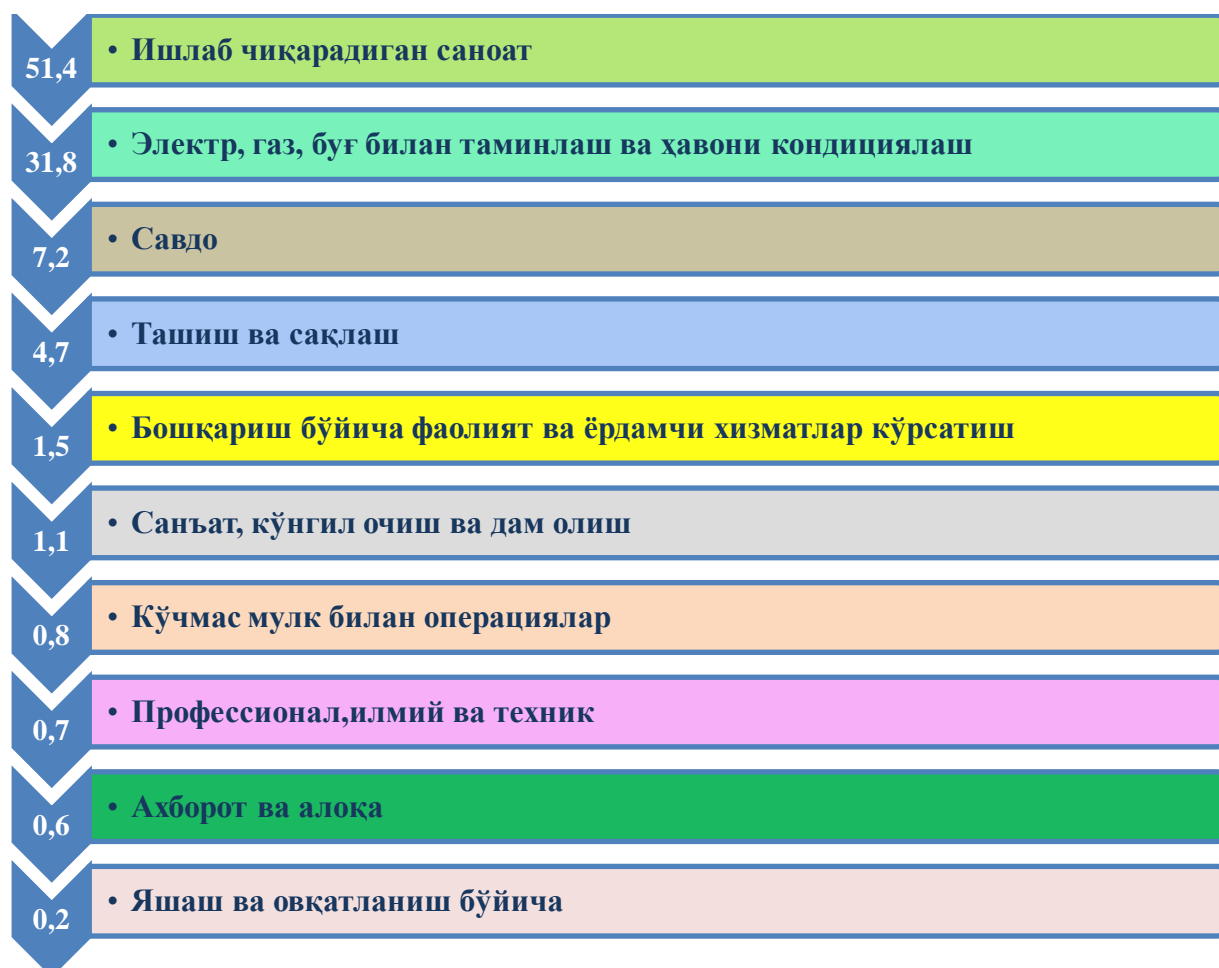 51,4 • Ишлаб чиқарадиган саноат
31,8 • Электр, газ, буғ билан таминлаш ва ҳавони кондициялаш
7,2 • Савдо
4,7 • Ташиш ва сақлаш
1,5 • Бошқариш бўйича фаолият ва ёрдамчи хизматлар кўрсатиш
1,1 • Санъат, кўнгил очиш ва дам олиш
0,8 • Кўчмас мулк билан операциялар
0,7 • Профессионал,илмий ва техник
0,6 • Ахборот ва алоқа
0,2 • Яшаш ва овқатланиш бўйича